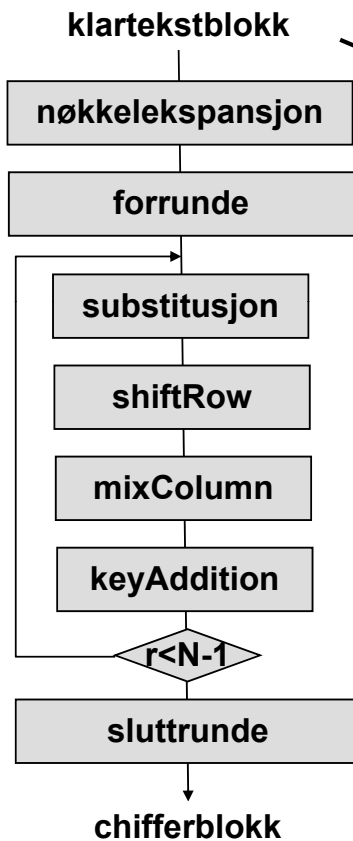 klartekstblokk
nøkkelekspansjon
forrunde
substitusjon
shiftRow
mixColumn
keyAddition
r<N-1
sluttrunde
chifferblokk